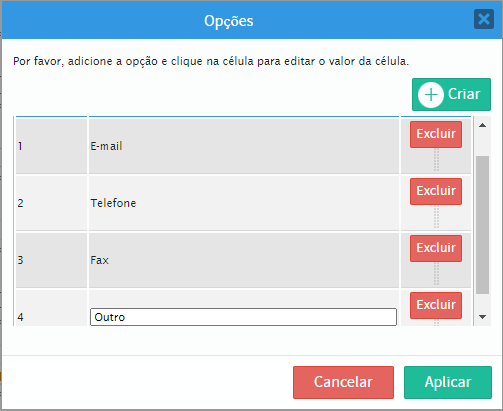 Opções
Por favor, adicione a opção e clique na célula para editar o valor da célula.
Criar
1 E-mail Excluir
2 Telefone Excluir
3 Fax Excluir
4 Outro Excluir
Cancelar Aplicar